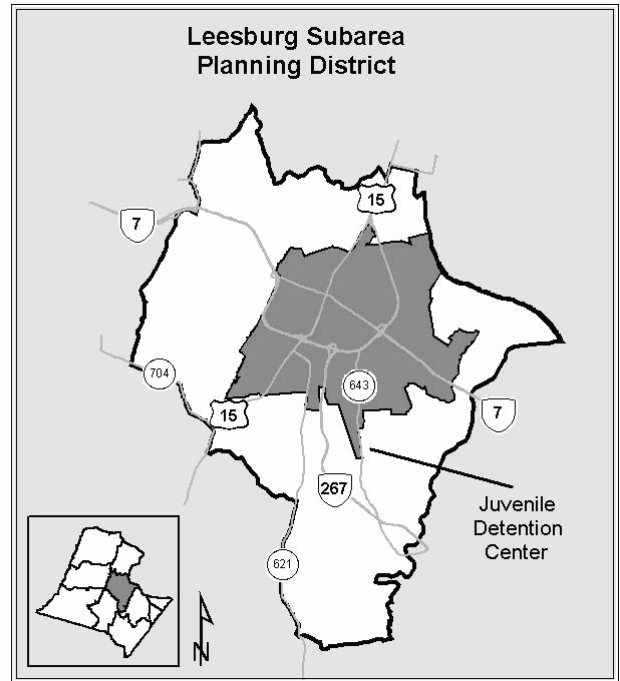 Leesburg Subarea
Planning District
15
7
704
643
15
7
267
Juvenile
Detention
Center
621
N